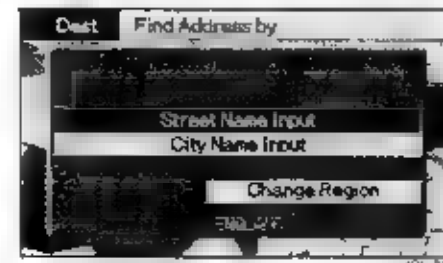 Dest Find Address by
Street Name Input
City Name Input
Change Region